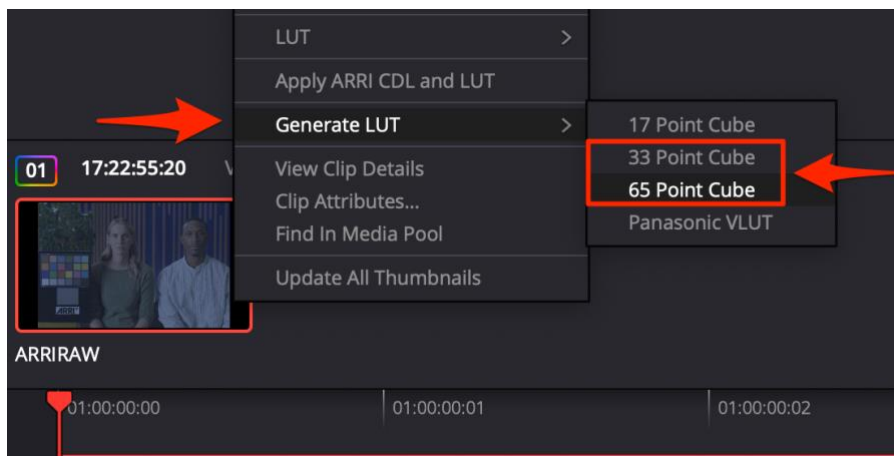 LUT
Apply ARRI CDL and LUT
Generate LUT
17 Point Cube
33 Point Cube
65 Point Cube
Panasonic VLUT
01 17:22:55:20 V
View Clip Details
Clip Attributes...
Find In Media Pool
Update All Thumbnails
ARRI
ARRIRAW
01:00:00:00 01:00:00:01 01:00:00:02